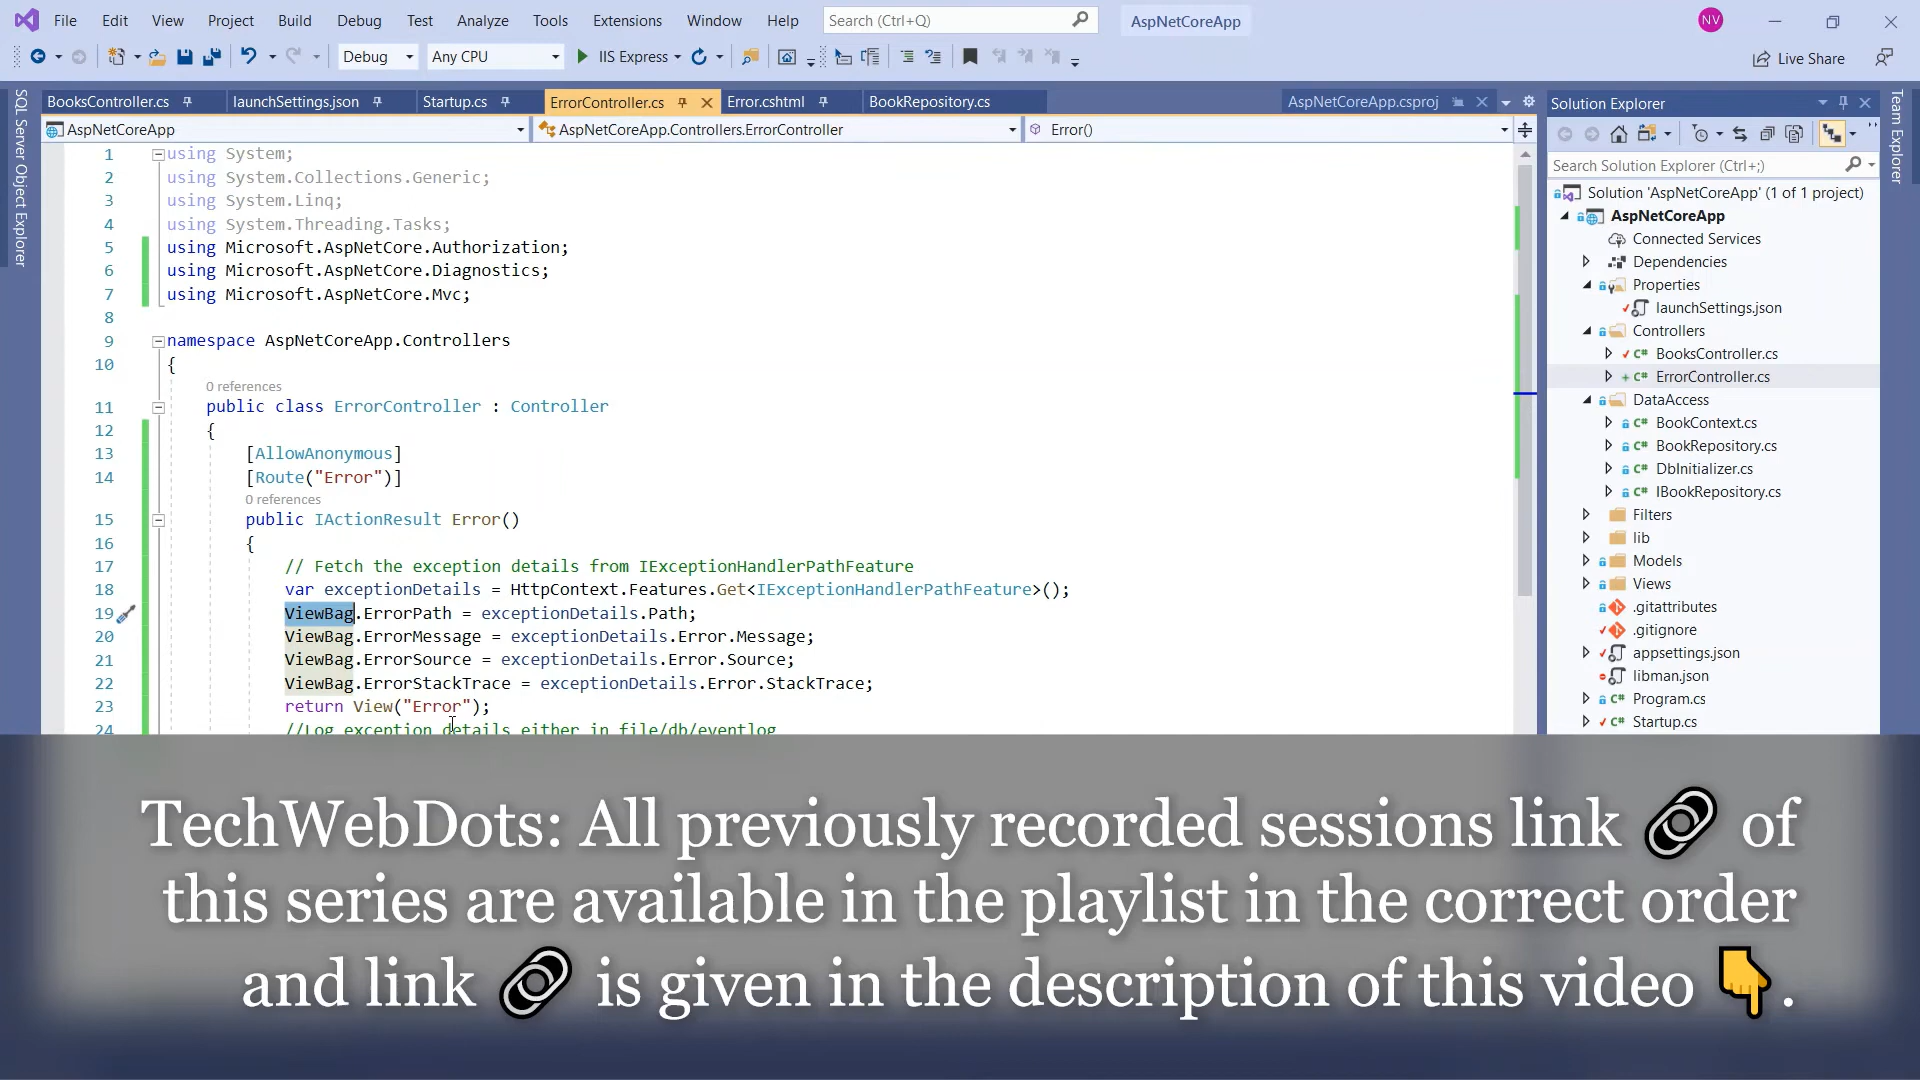 File Edit View Project Build Debug Test Analyze Tools Extensions Window Help Search (Ctrl+Q) AspNetCoreApp NV
Debug Any CPU IIS Express Live Share
SQL Server Object Explorer
BooksController.cs launchSettings.json Startup.cs ErrorController.cs Error.cshtml BookRepository.cs AspNetCoreApp.csproj
AspNetCoreApp AspNetCoreApp.Controllers.ErrorController Error()
1 using System;
2 using System.Collections.Generic;
3 using System.Linq;
4 using System.Threading.Tasks;
5 using Microsoft.AspNetCore.Authorization;
6 using Microsoft.AspNetCore.Diagnostics;
7 using Microsoft.AspNetCore.Mvc;
8
9 namespace AspNetCoreApp.Controllers
10 {
0 references
11 public class ErrorController : Controller
12 {
13 [AllowAnonymous]
14 [Route("Error")]
0 references
15 public IActionResult Error()
16 {
17 // Fetch the exception details from IExceptionHandlerPathFeature
18 var exceptionDetails = HttpContext.Features.Get<IExceptionHandlerPathFeature>();
19 ViewBag.ErrorPath = exceptionDetails.Path;
20 ViewBag.ErrorMessage = exceptionDetails.Error.Message;
21 ViewBag.ErrorSource = exceptionDetails.Error.Source;
22 ViewBag.ErrorStackTrace = exceptionDetails.Error.StackTrace;
23 return View("Error");
24 //Log exception details either in file/db/eventlog
Solution Explorer
Search Solution Explorer (Ctrl+;)
Solution 'AspNetCoreApp' (1 of 1 project)
AspNetCoreApp
Connected Services
Dependencies
Properties
launchSettings.json
Controllers
C# BooksController.cs
C# ErrorController.cs
DataAccess
C# BookContext.cs
C# BookRepository.cs
C# DbInitializer.cs
C# IBookRepository.cs
Filters
lib
Models
Views
.gitattributes
.gitignore
appsettings.json
libman.json
C# Program.cs
C# Startup.cs
Team Explorer
TechWebDots: All previously recorded sessions link 🔗 of
this series are available in the playlist in the correct order
and link 🔗 is given in the description of this video 👇.